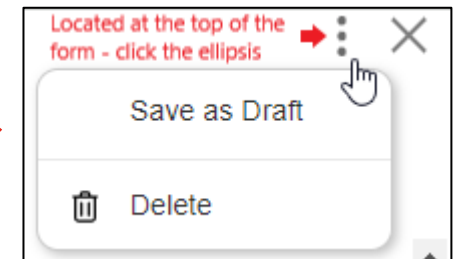 Located at the top of the
form - click the ellipsis
Save as Draft
Delete